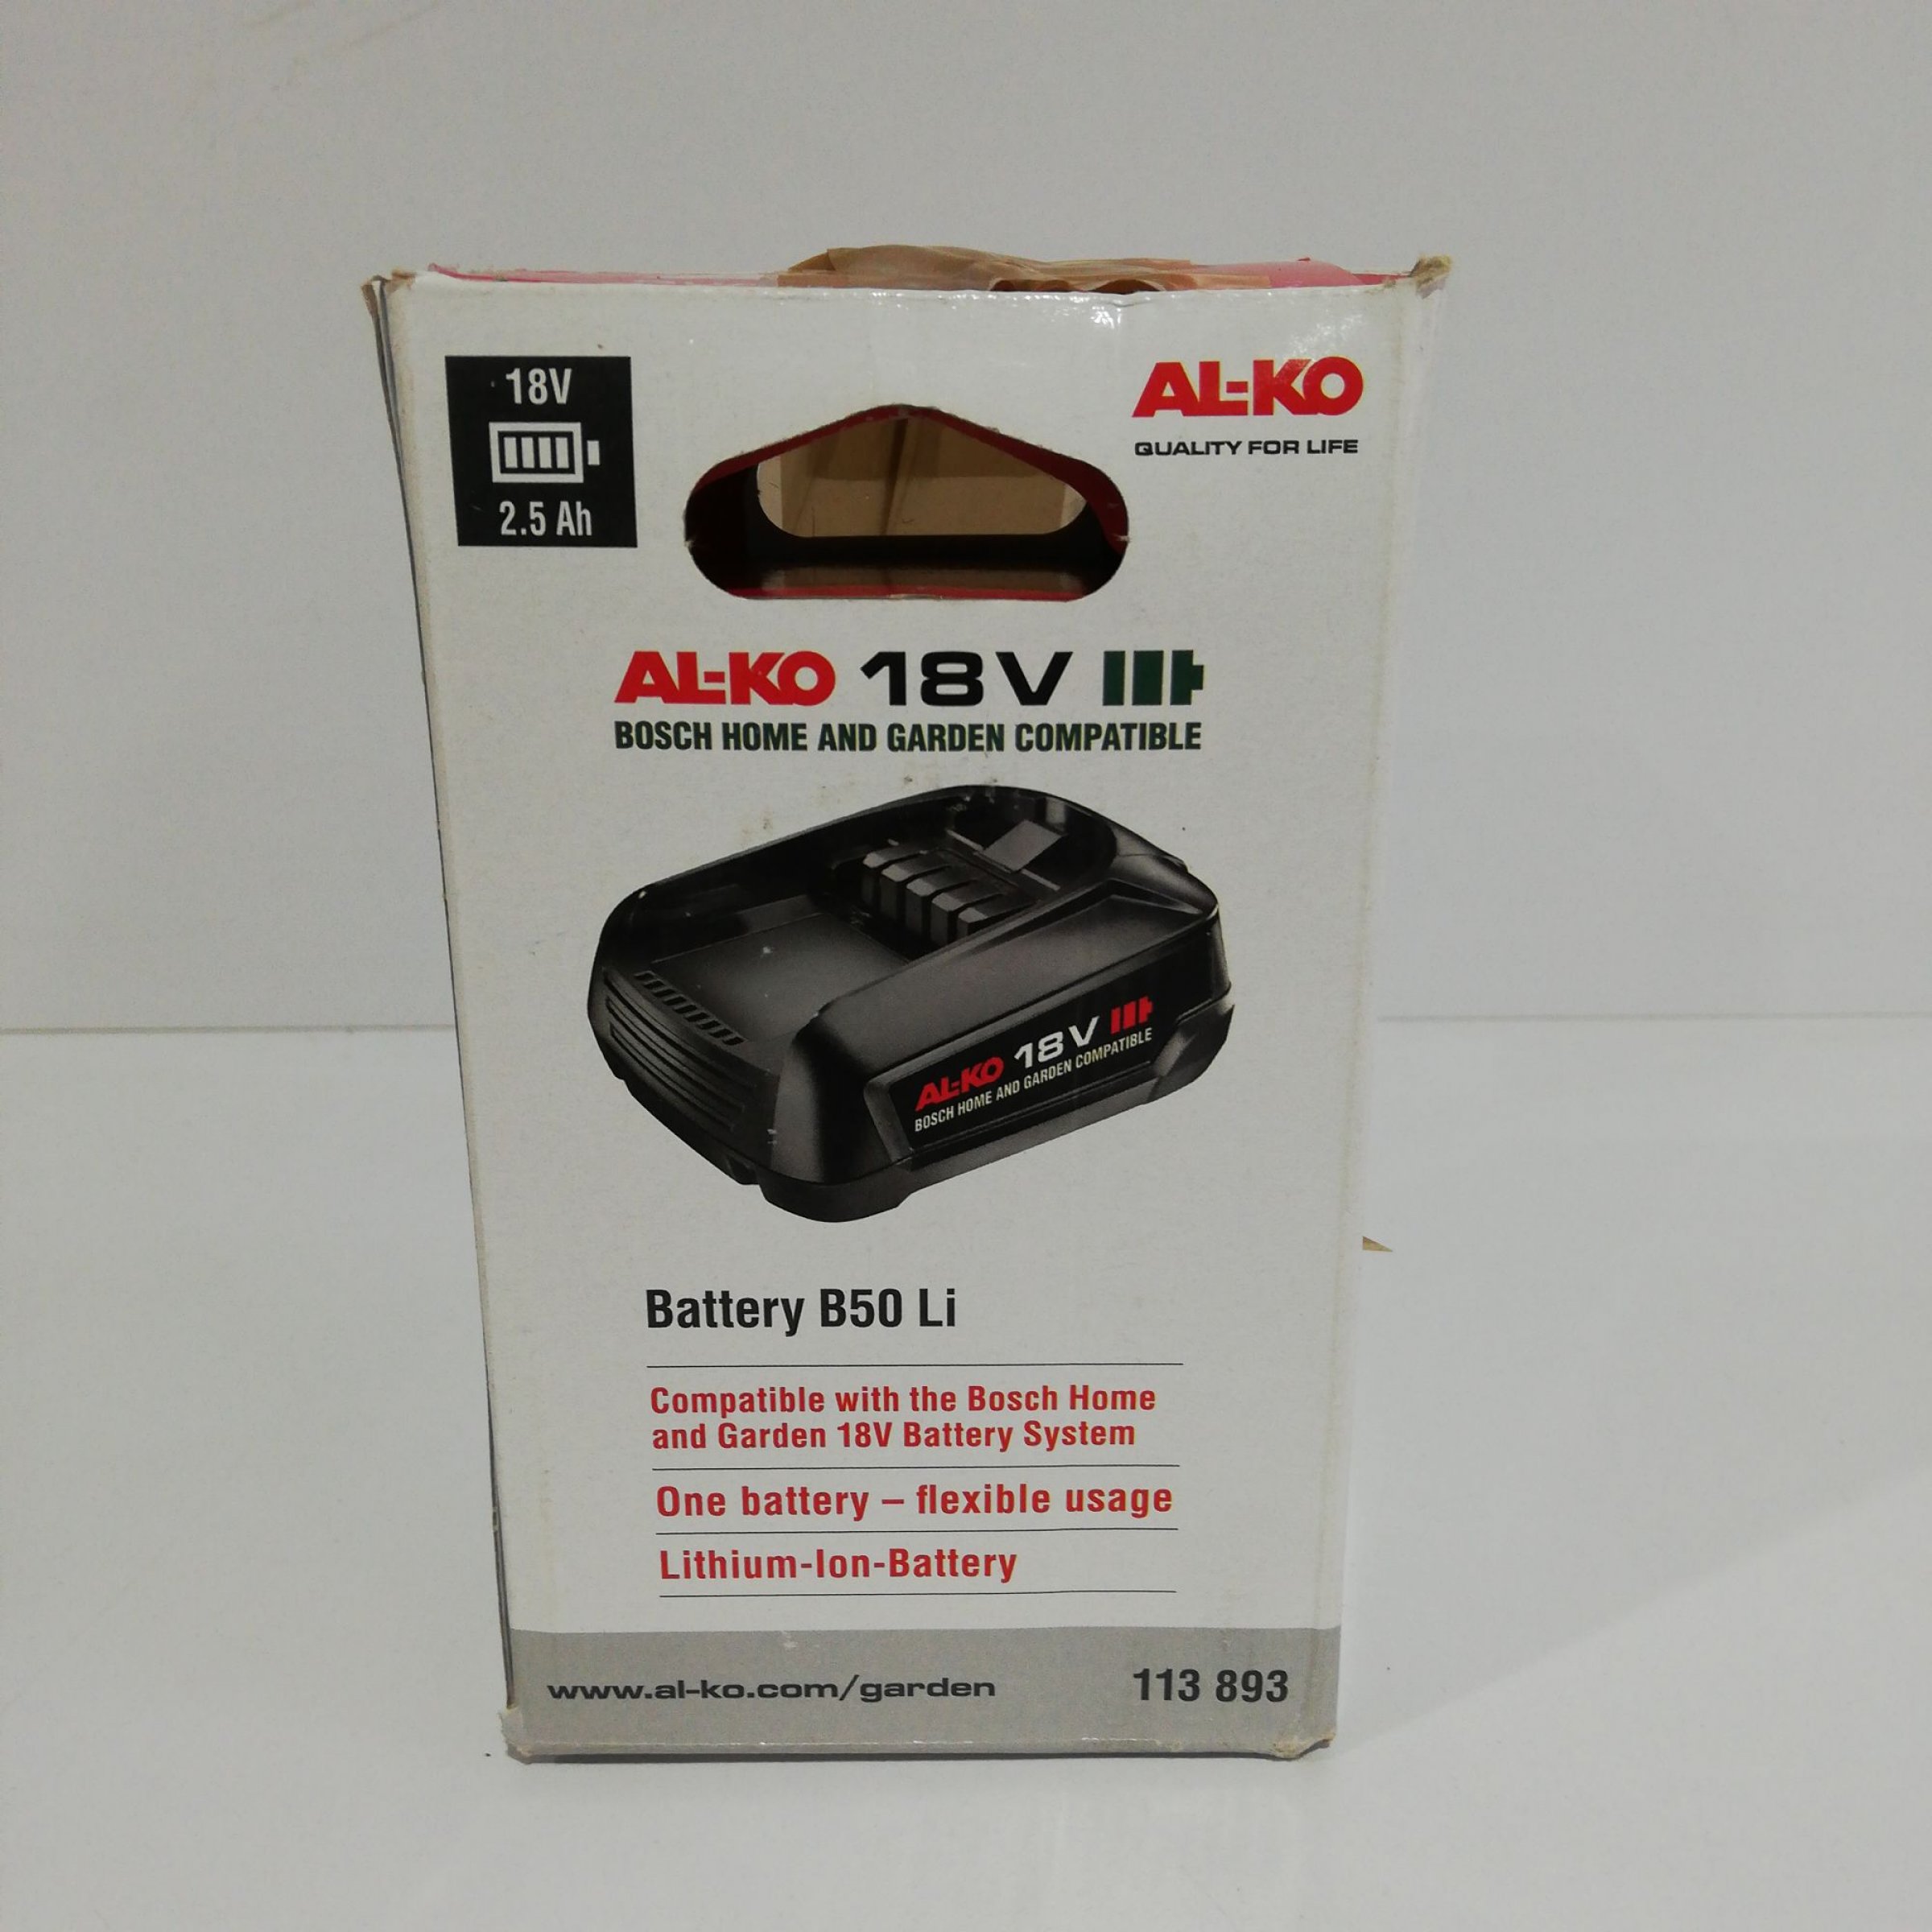 18V
2.5 Ah
AL-KO
QUALITY FOR LIFE
AL-KO 18V
BOSCH HOME AND GARDEN COMPATIBLE
AL-KO 18V
BOSCH HOME AND GARDEN COMPATIBLE
Battery B50 Li
Compatible with the Bosch Home
and Garden 18V Battery System
One battery – flexible usage
Lithium-Ion-Battery
www.al-ko.com/garden
113 893